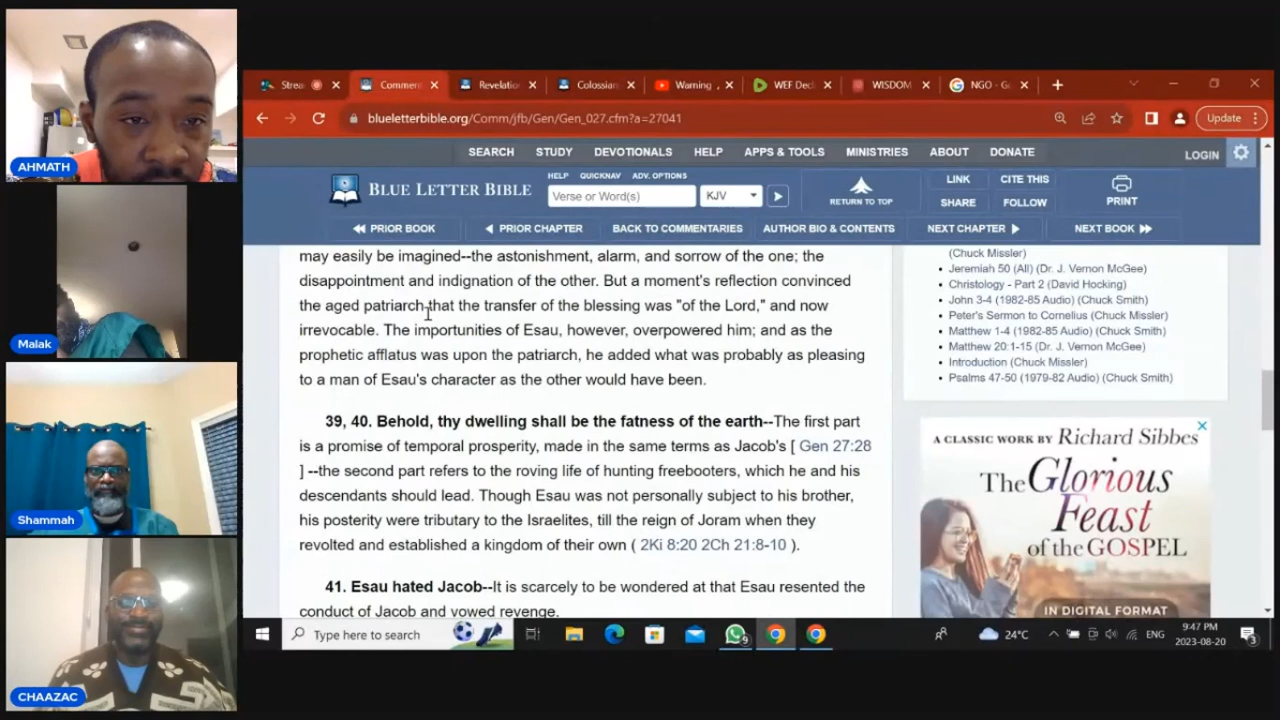 AHMATH
Malak
Shammah
CHAAZAC
Strea
Commen
Revelatio
Colossian
Warning ,
WEF Decl
WISDOM
NGO - Go
blueletterbible.org/Comm/jfb/Gen/Gen_027.cfm?a=27041
Update
SEARCH STUDY DEVOTIONALS HELP APPS & TOOLS MINISTRIES ABOUT DONATE
LOGIN
BLUE LETTER BIBLE
HELP QUICKNAV ADV. OPTIONS
Verse or Word(s)
KJV
RETURN TO TOP
LINK
CITE THIS
SHARE
FOLLOW
PRINT
PRIOR BOOK
PRIOR CHAPTER
BACK TO COMMENTARIES
AUTHOR BIO & CONTENTS
NEXT CHAPTER
NEXT BOOK
may easily be imagined--the astonishment, alarm, and sorrow of the one; the
disappointment and indignation of the other. But a moment's reflection convinced
the aged patriarch that the transfer of the blessing was "of the Lord," and now
irrevocable. The importunities of Esau, however, overpowered him; and as the
prophetic afflatus was upon the patriarch, he added what was probably as pleasing
to a man of Esau's character as the other would have been.
39, 40. Behold, thy dwelling shall be the fatness of the earth--The first part
is a promise of temporal prosperity, made in the same terms as Jacob's [ Gen 27:28
] --the second part refers to the roving life of hunting freebooters, which he and his
descendants should lead. Though Esau was not personally subject to his brother,
his posterity were tributary to the Israelites, till the reign of Joram when they
revolted and established a kingdom of their own ( 2Ki 8:20 2Ch 21:8-10 ).
41. Esau hated Jacob--It is scarcely to be wondered at that Esau resented the
conduct of Jacob and vowed revenge.
(Chuck Missler)
• Jeremiah 50 (All) (Dr. J. Vernon McGee)
• Christology - Part 2 (David Hocking)
• John 3-4 (1982-85 Audio) (Chuck Smith)
• Peter's Sermon to Cornelius (Chuck Missler)
• Matthew 1-4 (1982-85 Audio) (Chuck Smith)
• Matthew 20:1-15 (Dr. J. Vernon McGee)
• Introduction (Chuck Missler)
• Psalms 47-50 (1979-82 Audio) (Chuck Smith)
A CLASSIC WORK BY Richard Sibbes
The Glorious
Feast
of the GOSPEL
IN DIGITAL FORMAT
Type here to search
9
24°C
ENG
9:47 PM
2023-08-20
3